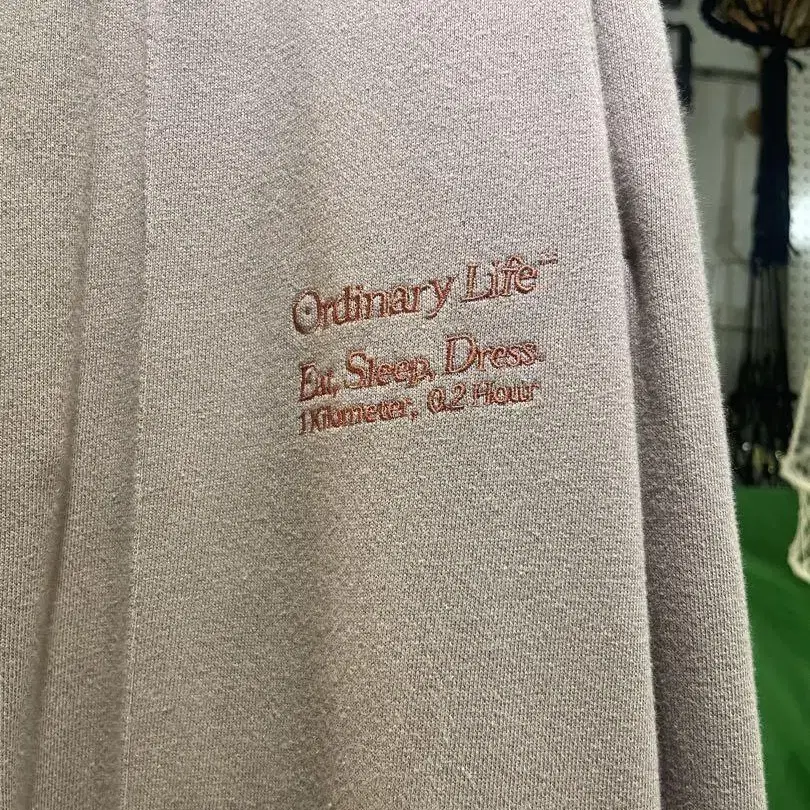 Ordinary Life™
Eat, Sleep, Dress.
1 Kilometer, 0.2 Hour